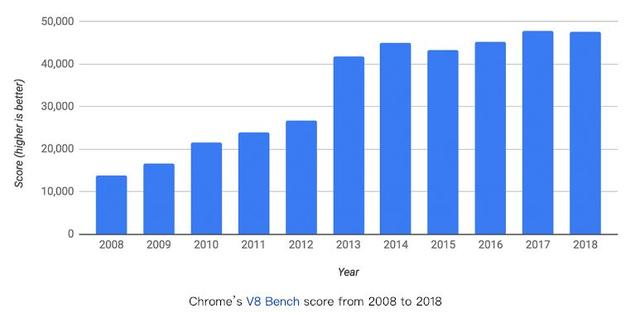 50,000
40,000
30,000
20,000
10,000
0
Score (higher is better)
2008 2009 2010 2011 2012 2013 2014 2015 2016 2017 2018
Year
Chrome's V8 Bench score from 2008 to 2018